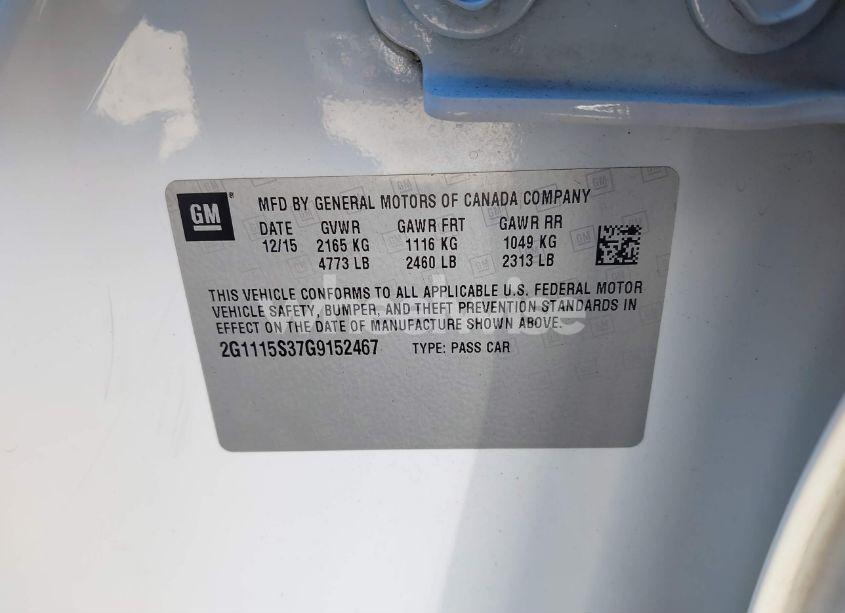 GM
MFD BY GENERAL MOTORS OF CANADA COMPANY
DATE GVWR GAWR FRT GAWR RR
12/15 2165 KG 1116 KG 1049 KG
4773 LB 2460 LB 2313 LB
THIS VEHICLE CONFORMS TO ALL APPLICABLE U.S. FEDERAL MOTOR
VEHICLE SAFETY, BUMPER, AND THEFT PREVENTION STANDARDS IN
EFFECT ON THE DATE OF MANUFACTURE SHOWN ABOVE.
2G1115S37G9152467 TYPE: PASS CAR